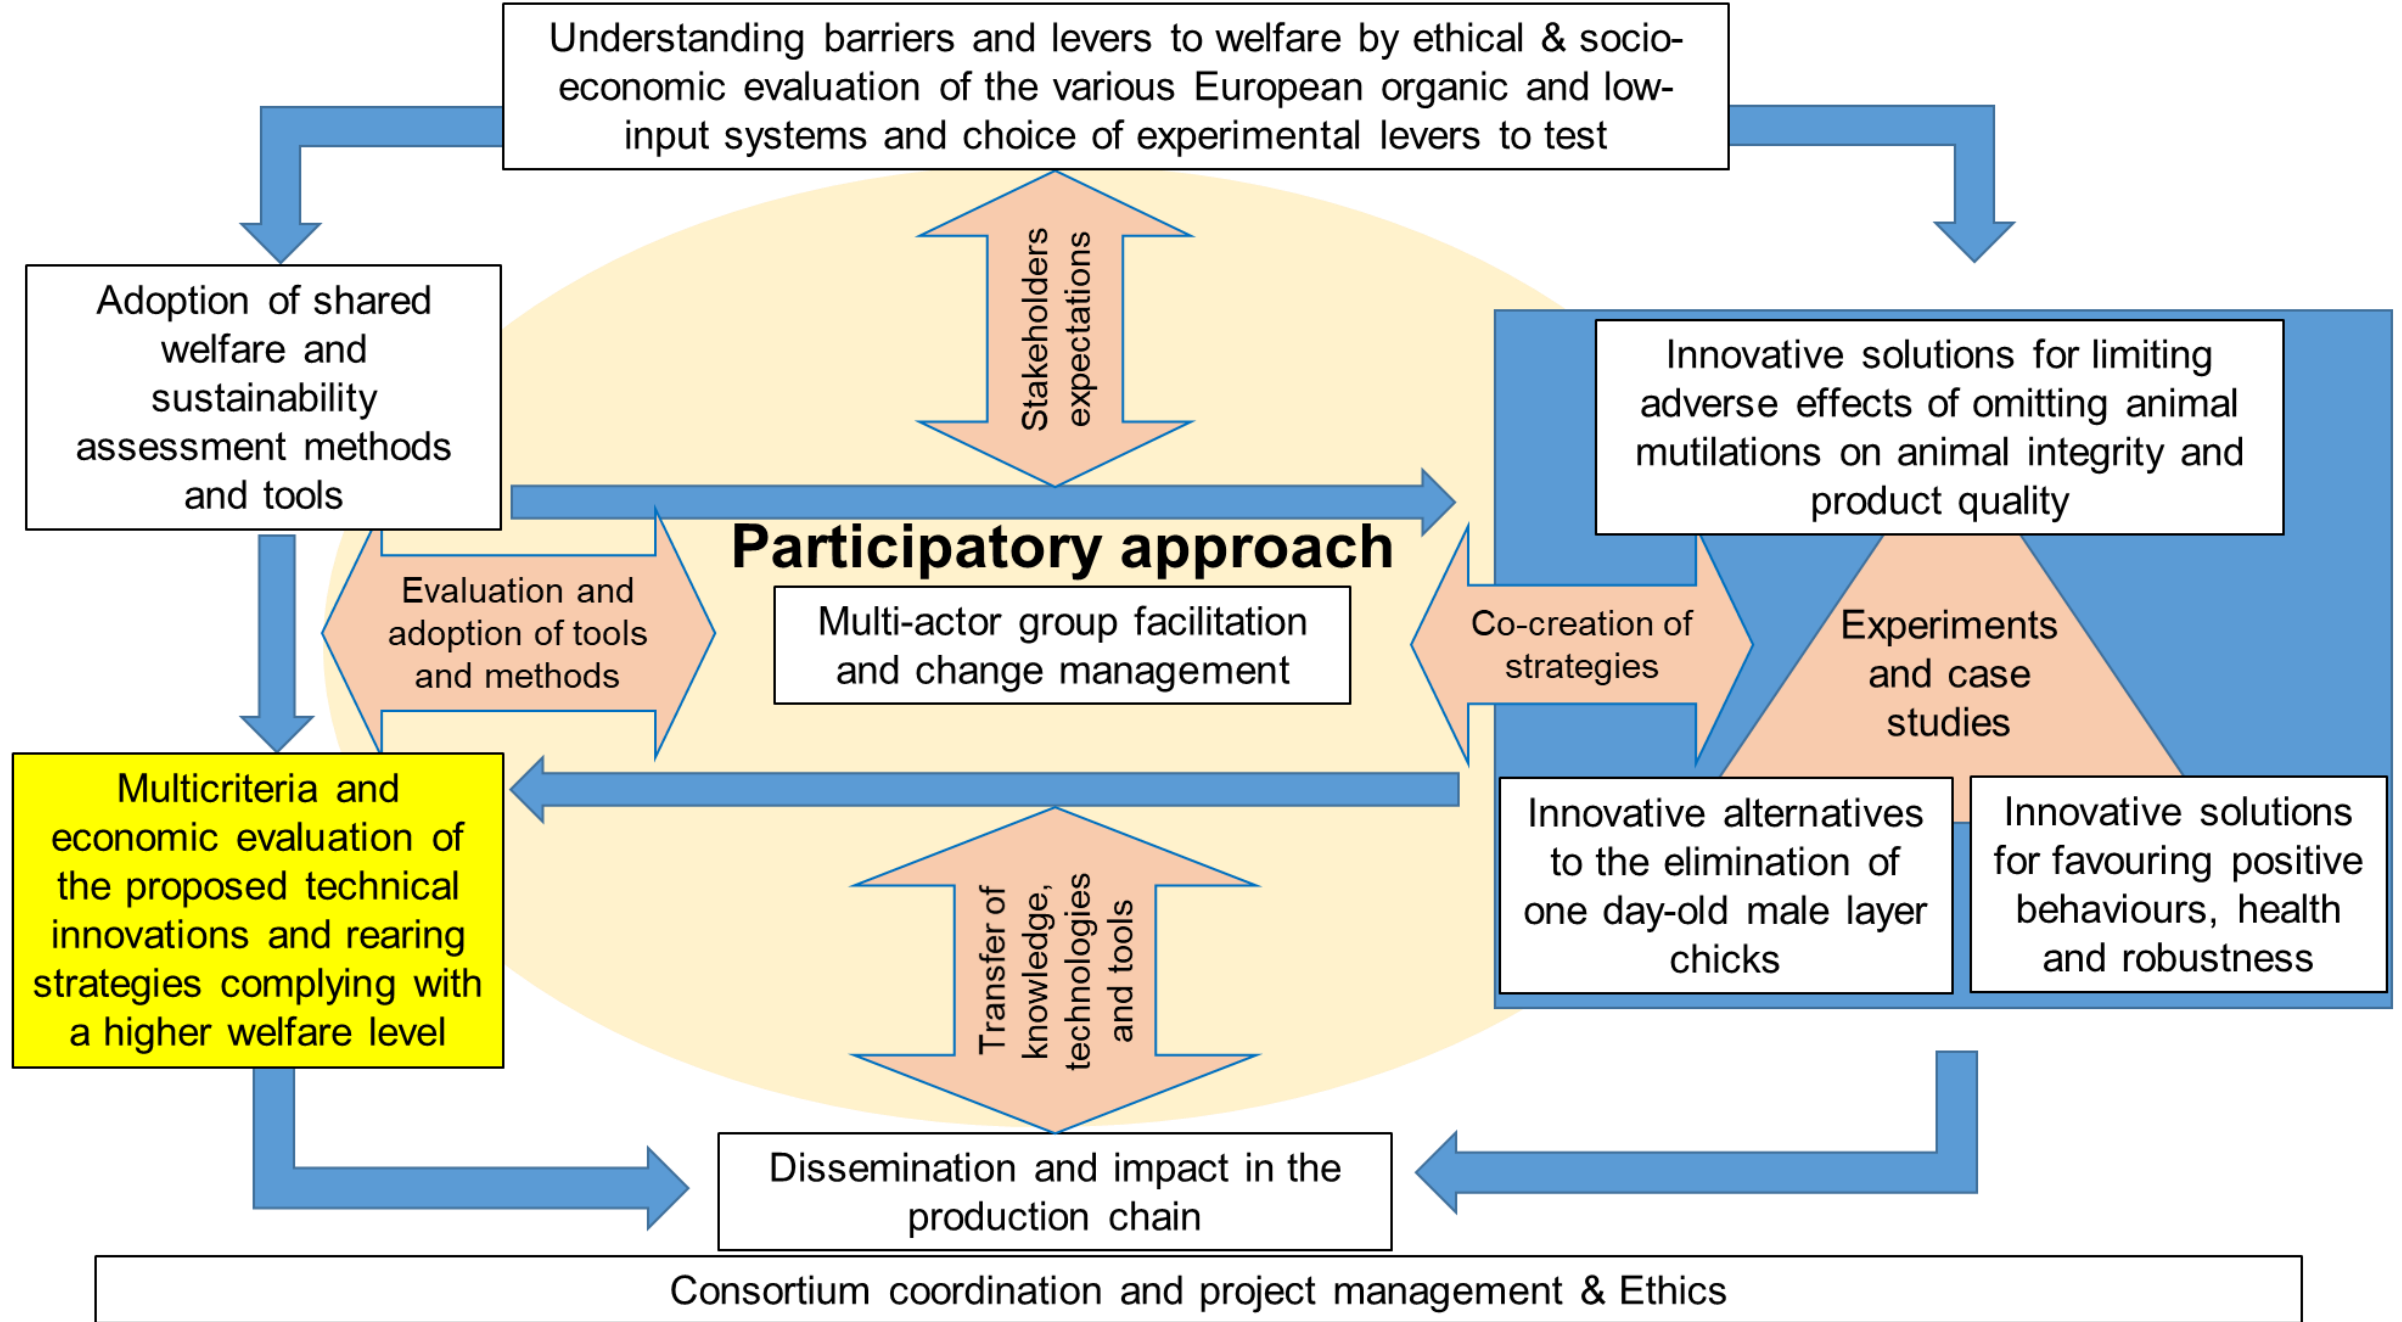 Understanding barriers and levers to welfare by ethical & socio-
economic evaluation of the various European organic and low-
input systems and choice of experimental levers to test
Adoption of shared
welfare and
sustainability
assessment methods
and tools
Stakeholders
expectations
Innovative solutions for limiting
adverse effects of omitting animal
mutilations on animal integrity and
product quality
Participatory approach
Evaluation and
adoption of tools
and methods
Multi-actor group facilitation
and change management
Co-creation of
strategies
Experiments
and case
studies
Multicriteria and
economic evaluation of
the proposed technical
innovations and rearing
strategies complying with
a higher welfare level
Transfer of
knowledge,
technologies
and tools
Innovative alternatives
to the elimination of
one day-old male layer
chicks
Innovative solutions
for favouring positive
behaviours, health
and robustness
Dissemination and impact in the
production chain
Consortium coordination and project management & Ethics